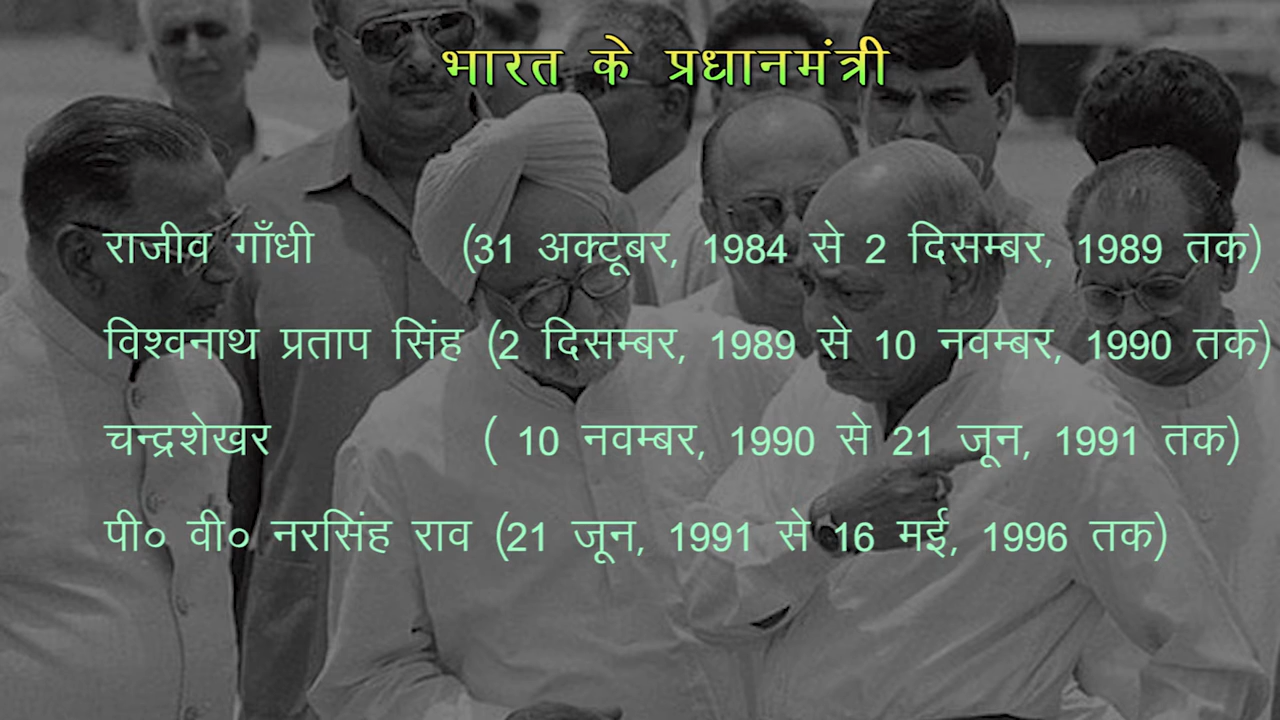 भारत के प्रधानमंत्री
राजीव गाँधी (31 अक्टूबर, 1984 से 2 दिसम्बर, 1989 तक)
विश्वनाथ प्रताप सिंह (2 दिसम्बर, 1989 से 10 नवम्बर, 1990 तक)
चन्द्रशेखर ( 10 नवम्बर, 1990 से 21 जून, 1991 तक)
पी० वी० नरसिंह राव (21 जून, 1991 से 16 मई, 1996 तक)